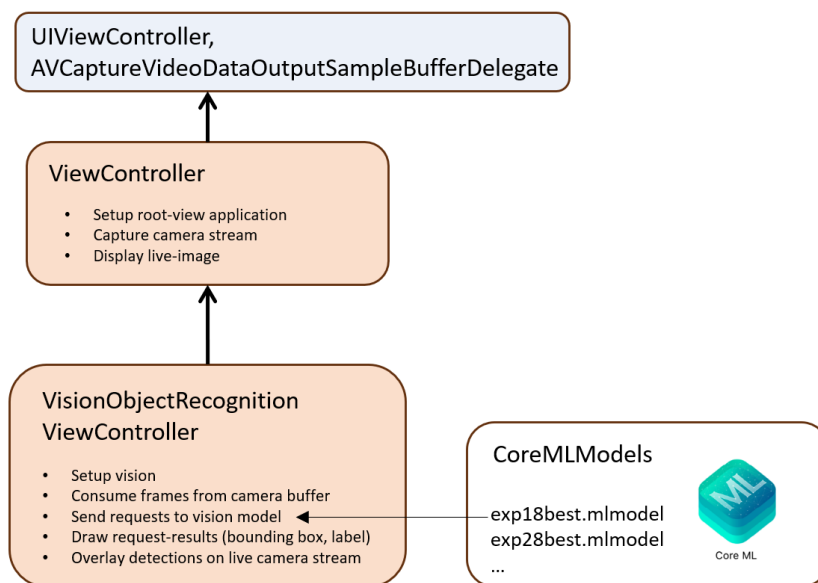 UIViewController,
AVCaptureVideoDataOutputSampleBufferDelegate
ViewController
• Setup root-view application
• Capture camera stream
• Display live-image
VisionObjectRecognition
ViewController
• Setup vision
• Consume frames from camera buffer
• Send requests to vision model
• Draw request-results (bounding box, label)
• Overlay detections on live camera stream
CoreMLModels
exp18best.mlmodel
exp28best.mlmodel
...
ML
Core ML